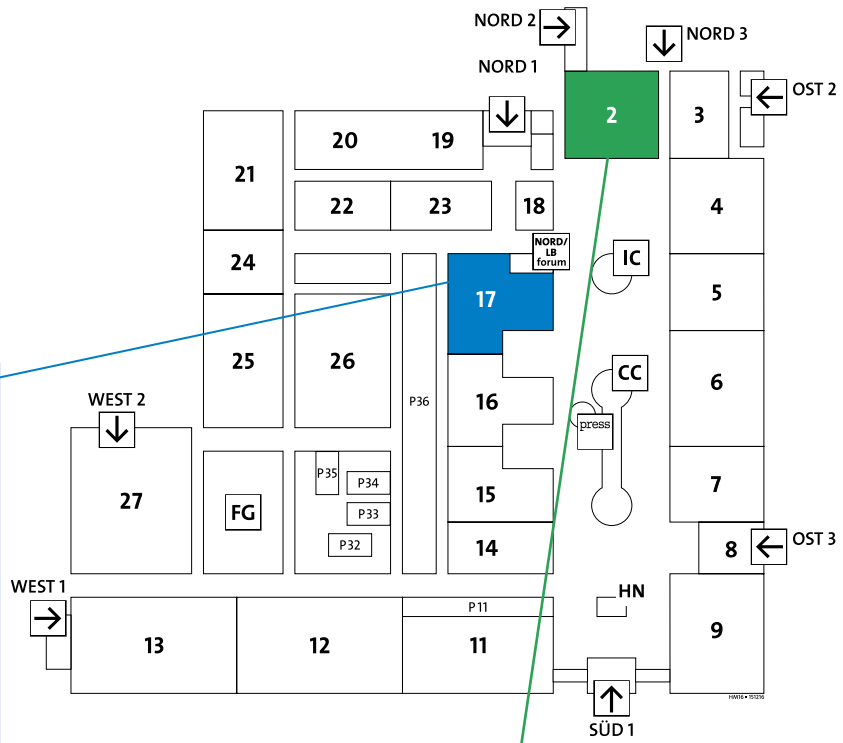 NORD 2
NORD 3
NORD 1
OST 2
2
3
20
19
21
22
23
18
4
NORD/
LB
forum
IC
24
17
5
25
26
CC
6
P36
16
WEST 2
press
27
P35
P34
7
15
FG
P33
P32
14
8
OST 3
WEST 1
HN
P11
13
12
11
9
HW16 • 151216
SÜD 1